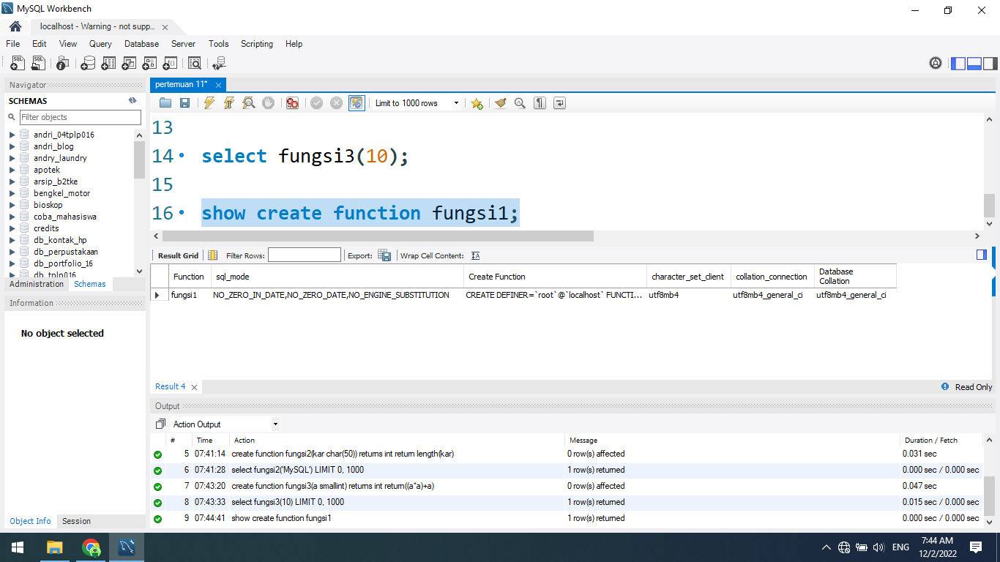 MySQL Workbench
localhost - Warning - not supp...
File Edit View Query Database Server Tools Scripting Help
Navigator
SCHEMAS
Filter objects
andri_04tplp016
andri_blog
andry_laundry
apotek
arsip_b2tke
bengkel_motor
bioskop
coba_mahasiswa
credits
db_kontak_hp
db_perpustakaan
db_portfolio_16
db_tplp016
Administration Schemas
Information
No object selected
Object Info Session
pertemuan 11*
Limit to 1000 rows
13
14 select fungsi3(10);
15
16 show create function fungsi1;
Result Grid Filter Rows: Export: Wrap Cell Content:
Function sql_mode Create Function character_set_client collation_connection Database Collation
fungsi1 NO_ZERO_IN_DATE,NO_ZERO_DATE,NO_ENGINE_SUBSTITUTION CREATE DEFINER=`root`@`localhost` FUNCTI... utf8mb4 utf8mb4_general_ci utf8mb4_general_ci
Result 4 Read Only
Output
Action Output
# Time Action Message Duration / Fetch
5 07:41:14 create function fungsi2(kar char(50)) returns int return length(kar) 0 row(s) affected 0.031 sec
6 07:41:28 select fungsi2('MySQL') LIMIT 0, 1000 1 row(s) returned 0.000 sec / 0.000 sec
7 07:43:20 create function fungsi3(a smallint) returns int return((a*a)+a) 0 row(s) affected 0.047 sec
8 07:43:33 select fungsi3(10) LIMIT 0, 1000 1 row(s) returned 0.015 sec / 0.000 sec
9 07:44:41 show create function fungsi1 1 row(s) returned 0.000 sec / 0.000 sec
ENG
7:44 AM
12/2/2022